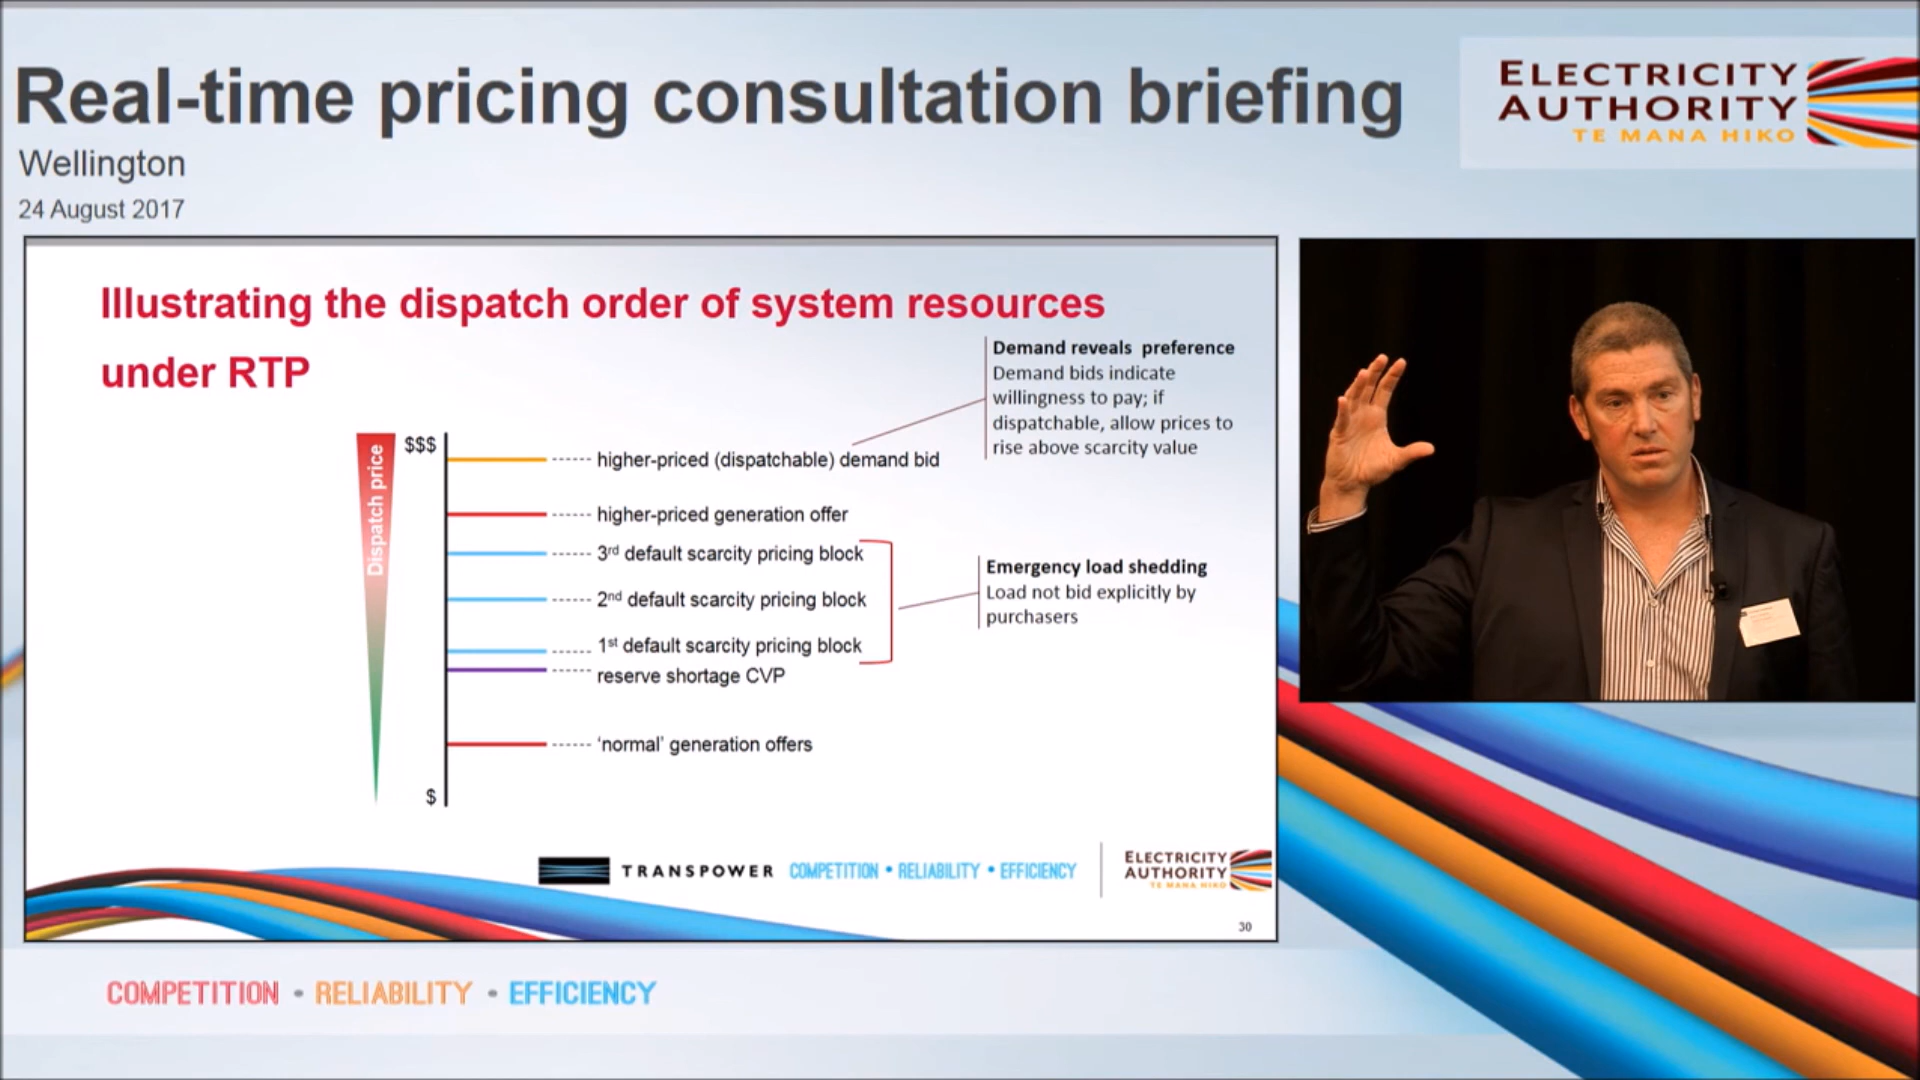 Real-time pricing consultation briefing
Wellington
24 August 2017
ELECTRICITY
AUTHORITY
TE MANA HIKO
Illustrating the dispatch order of system resources
under RTP
Demand reveals preference
Demand bids indicate
willingness to pay; if
dispatchable, allow prices to
rise above scarcity value
Dispatch price
$$$
higher-priced (dispatchable) demand bid
higher-priced generation offer
3rd default scarcity pricing block
2nd default scarcity pricing block
1st default scarcity pricing block
reserve shortage CVP
Emergency load shedding
Load not bid explicitly by
purchasers
'normal' generation offers
$
TRANSPOWER COMPETITION • RELIABILITY • EFFICIENCY
ELECTRICITY
AUTHORITY
TE MANA HIKO
30
COMPETITION • RELIABILITY • EFFICIENCY